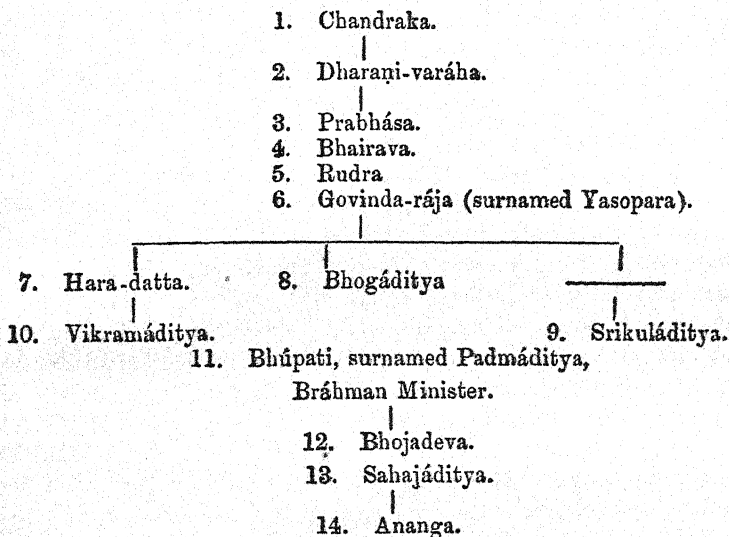 1. Chandraka.
2. Dharaṇi-varáha.
3. Prabhása.
4. Bhairava.
5. Rudra
6. Govinda-rája (surnamed Yasopara).
7. Hara-datta. 8. Bhogáditya
10. Vikramáditya. 9. Srikuláditya.
11. Bhúpati, surnamed Padmáditya,
Bráhman Minister.
12. Bhojadeva.
13. Sahajáditya.
14. Ananga.